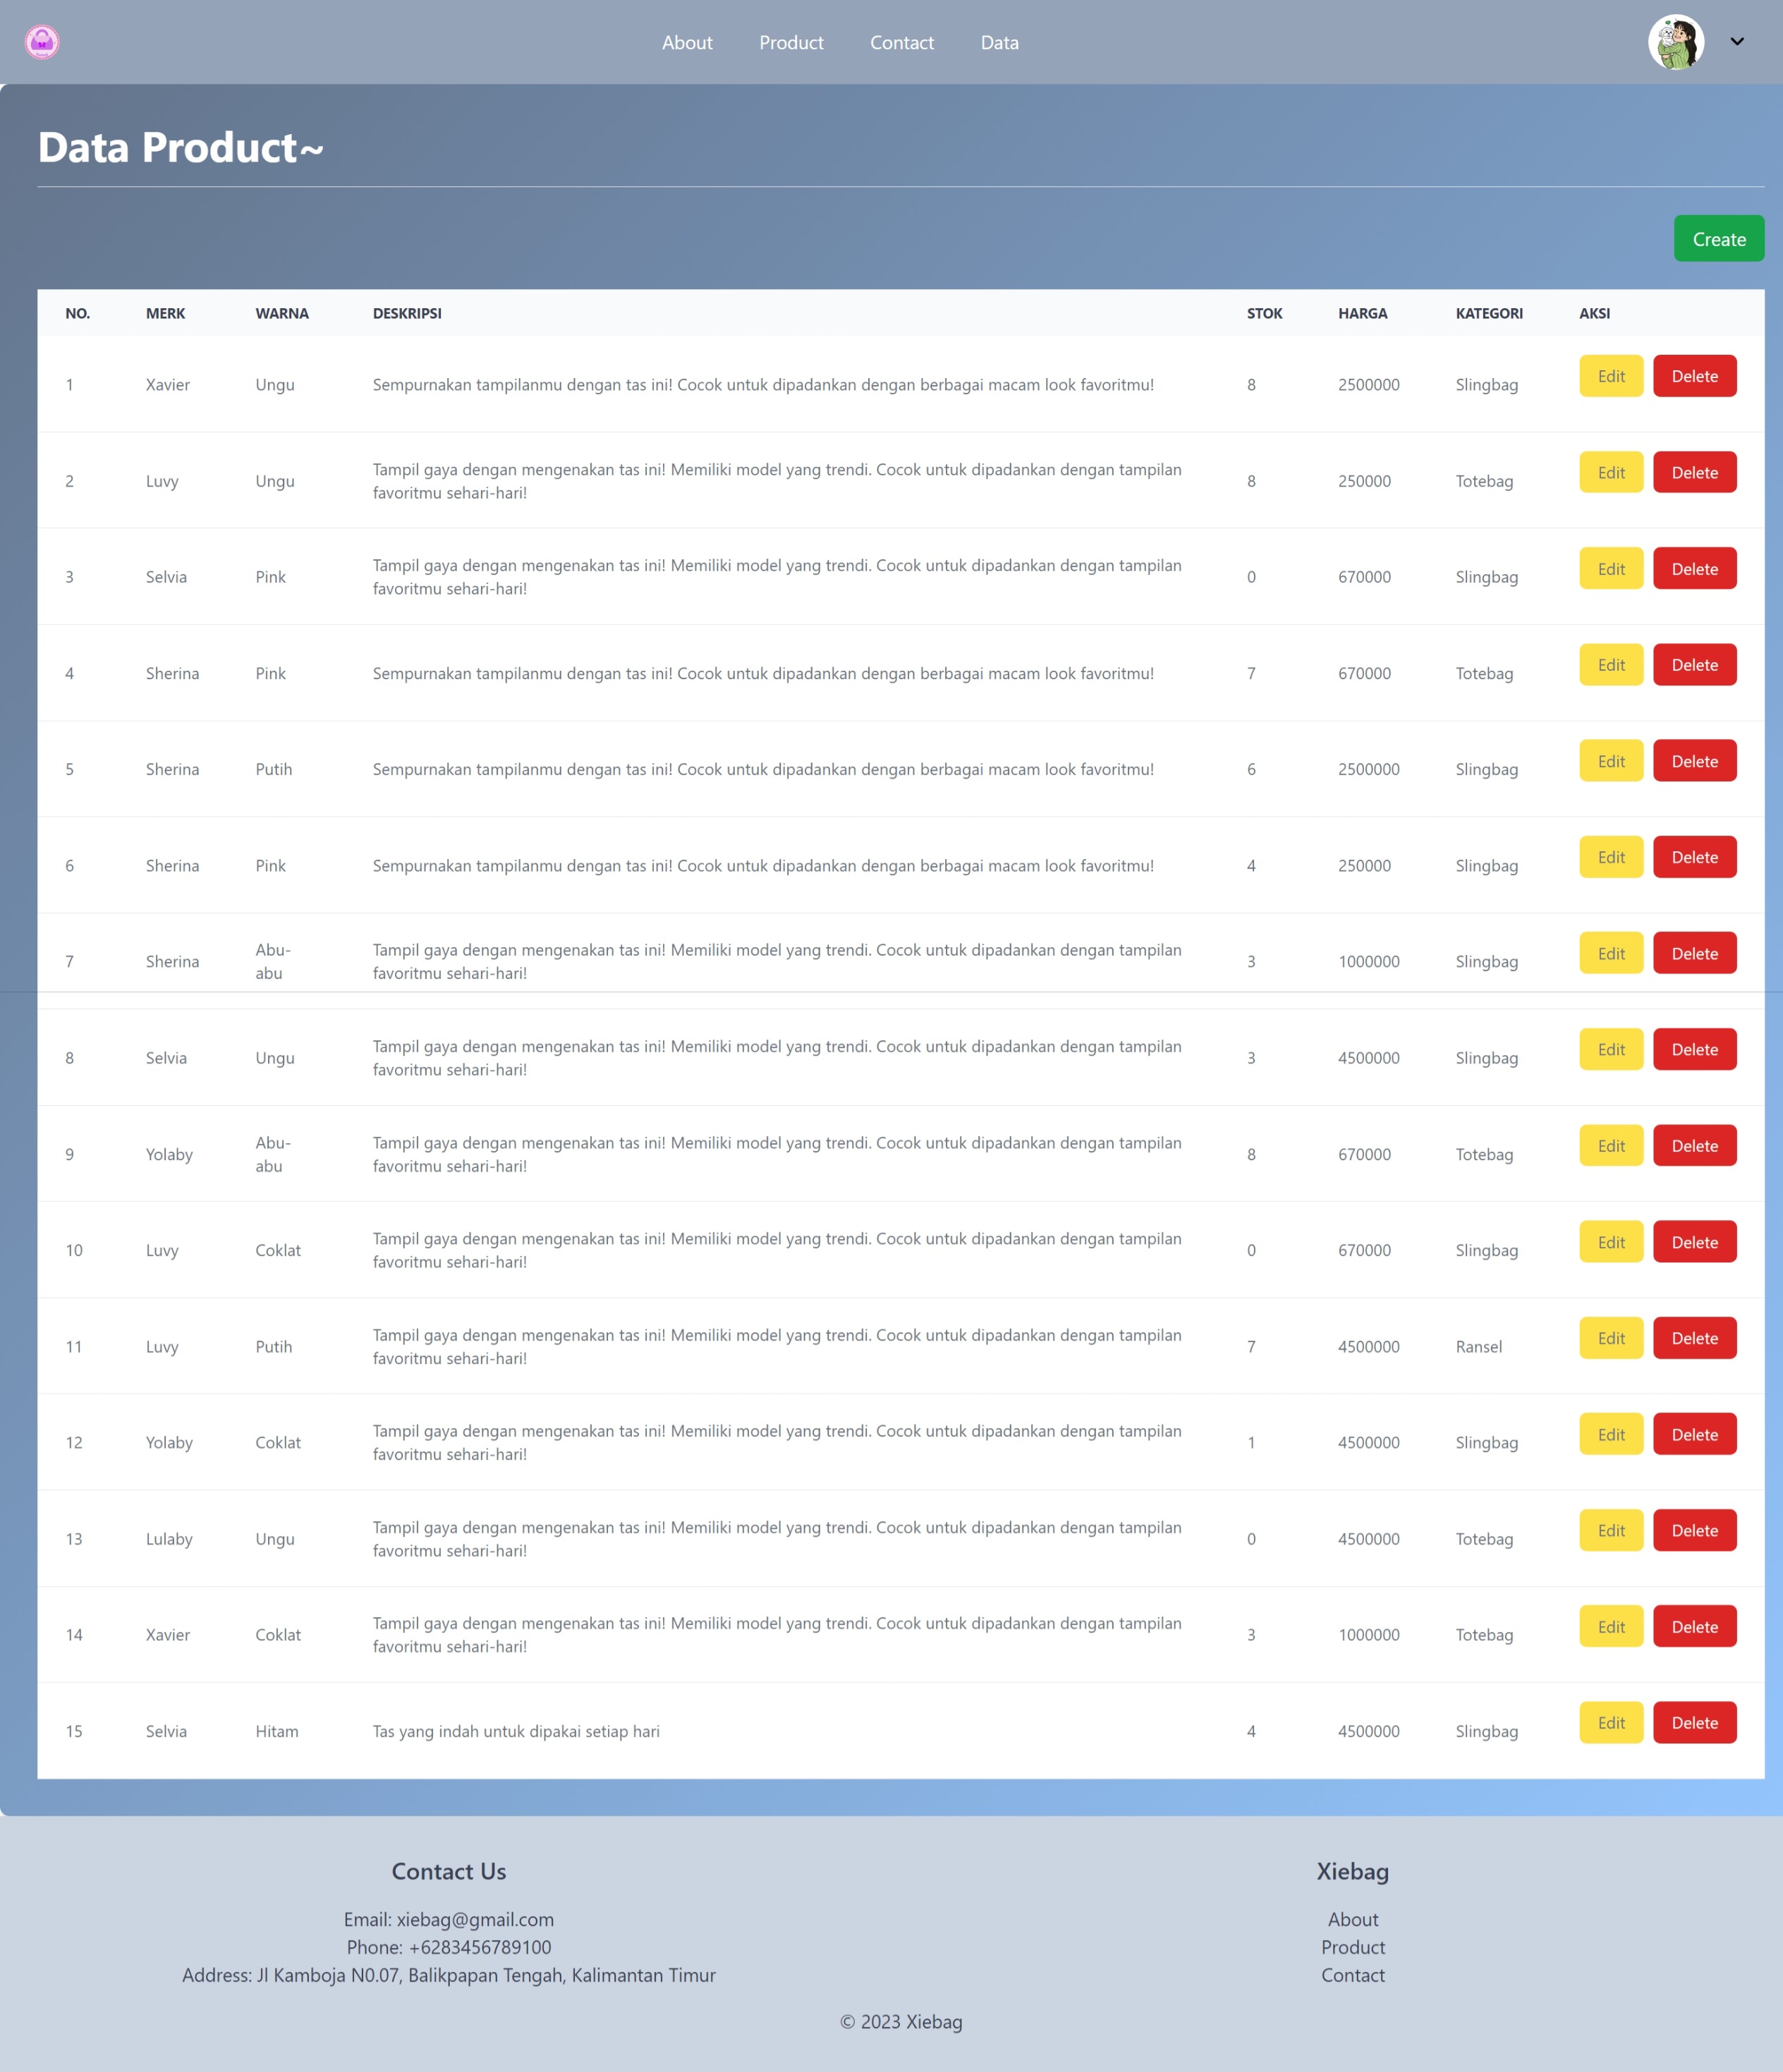 About Product Contact Data
Data Product~
Create
NO. MERK WARNA DESKRIPSI STOK HARGA KATEGORI AKSI
1 Xavier Ungu Sempurnakan tampilanmu dengan tas ini! Cocok untuk dipadankan dengan berbagai macam look favoritmu! 8 2500000 Slingbag Edit Delete
2 Luvy Ungu Tampil gaya dengan mengenakan tas ini! Memiliki model yang trendi. Cocok untuk dipadankan dengan tampilan
favoritmu sehari-hari! 8 250000 Totebag Edit Delete
3 Selvia Pink Tampil gaya dengan mengenakan tas ini! Memiliki model yang trendi. Cocok untuk dipadankan dengan tampilan
favoritmu sehari-hari! 0 670000 Slingbag Edit Delete
4 Sherina Pink Sempurnakan tampilanmu dengan tas ini! Cocok untuk dipadankan dengan berbagai macam look favoritmu! 7 670000 Totebag Edit Delete
5 Sherina Putih Sempurnakan tampilanmu dengan tas ini! Cocok untuk dipadankan dengan berbagai macam look favoritmu! 6 2500000 Slingbag Edit Delete
6 Sherina Pink Sempurnakan tampilanmu dengan tas ini! Cocok untuk dipadankan dengan berbagai macam look favoritmu! 4 250000 Slingbag Edit Delete
7 Sherina Abu-
abu Tampil gaya dengan mengenakan tas ini! Memiliki model yang trendi. Cocok untuk dipadankan dengan tampilan
favoritmu sehari-hari! 3 1000000 Slingbag Edit Delete
8 Selvia Ungu Tampil gaya dengan mengenakan tas ini! Memiliki model yang trendi. Cocok untuk dipadankan dengan tampilan
favoritmu sehari-hari! 3 4500000 Slingbag Edit Delete
9 Yolaby Abu-
abu Tampil gaya dengan mengenakan tas ini! Memiliki model yang trendi. Cocok untuk dipadankan dengan tampilan
favoritmu sehari-hari! 8 670000 Totebag Edit Delete
10 Luvy Coklat Tampil gaya dengan mengenakan tas ini! Memiliki model yang trendi. Cocok untuk dipadankan dengan tampilan
favoritmu sehari-hari! 0 670000 Slingbag Edit Delete
11 Luvy Putih Tampil gaya dengan mengenakan tas ini! Memiliki model yang trendi. Cocok untuk dipadankan dengan tampilan
favoritmu sehari-hari! 7 4500000 Ransel Edit Delete
12 Yolaby Coklat Tampil gaya dengan mengenakan tas ini! Memiliki model yang trendi. Cocok untuk dipadankan dengan tampilan
favoritmu sehari-hari! 1 4500000 Slingbag Edit Delete
13 Lulaby Ungu Tampil gaya dengan mengenakan tas ini! Memiliki model yang trendi. Cocok untuk dipadankan dengan tampilan
favoritmu sehari-hari! 0 4500000 Totebag Edit Delete
14 Xavier Coklat Tampil gaya dengan mengenakan tas ini! Memiliki model yang trendi. Cocok untuk dipadankan dengan tampilan
favoritmu sehari-hari! 3 1000000 Totebag Edit Delete
15 Selvia Hitam Tas yang indah untuk dipakai setiap hari 4 4500000 Slingbag Edit Delete
Contact Us
Email: xiebag@gmail.com
Phone: +6283456789100
Address: Jl Kamboja N0.07, Balikpapan Tengah, Kalimantan Timur
Xiebag
About
Product
Contact
© 2023 Xiebag